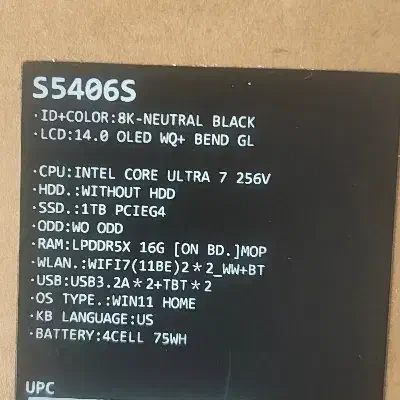 S5406S
·ID+COLOR:8K-NEUTRAL BLACK
·LCD:14.0 OLED WQ+ BEND GL
·CPU:INTEL CORE ULTRA 7 256V
·HDD.:WITHOUT HDD
·SSD.:1TB PCIEG4
·ODD:WO ODD
·RAM:LPDDR5X 16G [ON BD.]MOP
·WLAN.:WIFI7(11BE)2*2_WW+BT
·USB:USB3.2A*2+TBT*2
·OS TYPE.:WIN11 HOME
·KB LANGUAGE:US
·BATTERY:4CELL 75WH
UPC